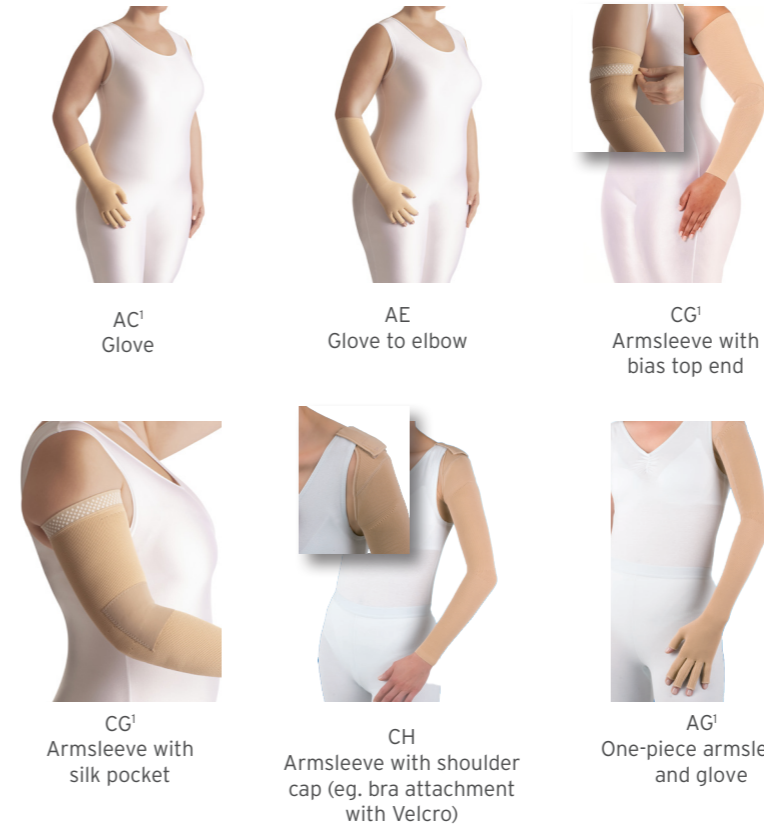 AC¹
Glove
AE
Glove to elbow
CG¹
Armsleeve with
bias top end
CG¹
Armsleeve with
silk pocket
CH
Armsleeve with shoulder
cap (eg. bra attachment
with Velcro)
AG¹
One-piece armsle
and glove